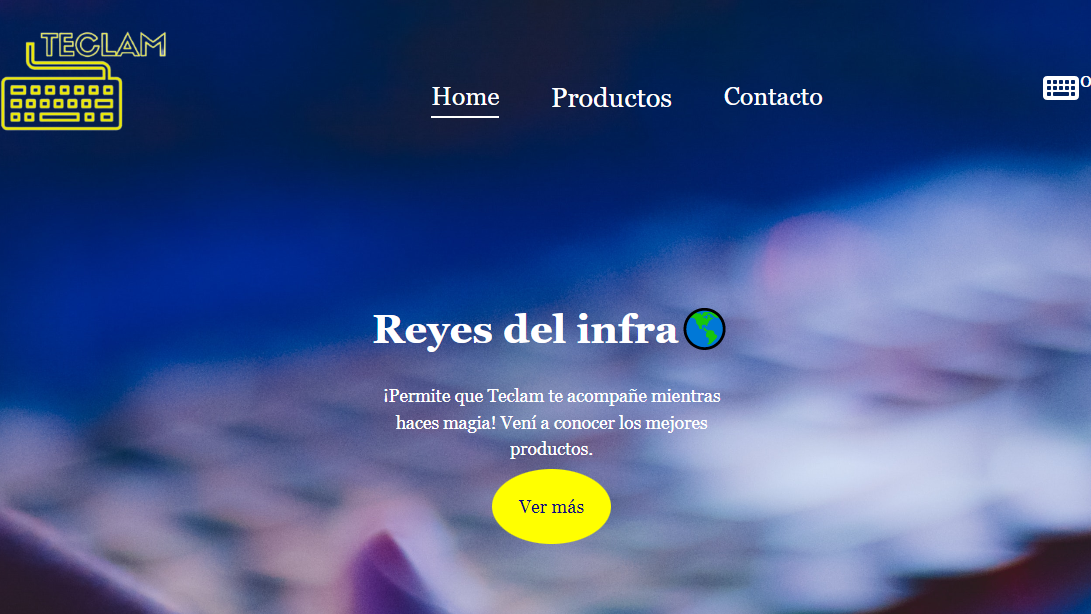 TECLAM
Home Productos Contacto
Reyes del infra🌎
¡Permite que Teclam te acompañe mientras
haces magia! Vení a conocer los mejores
productos.
Ver más